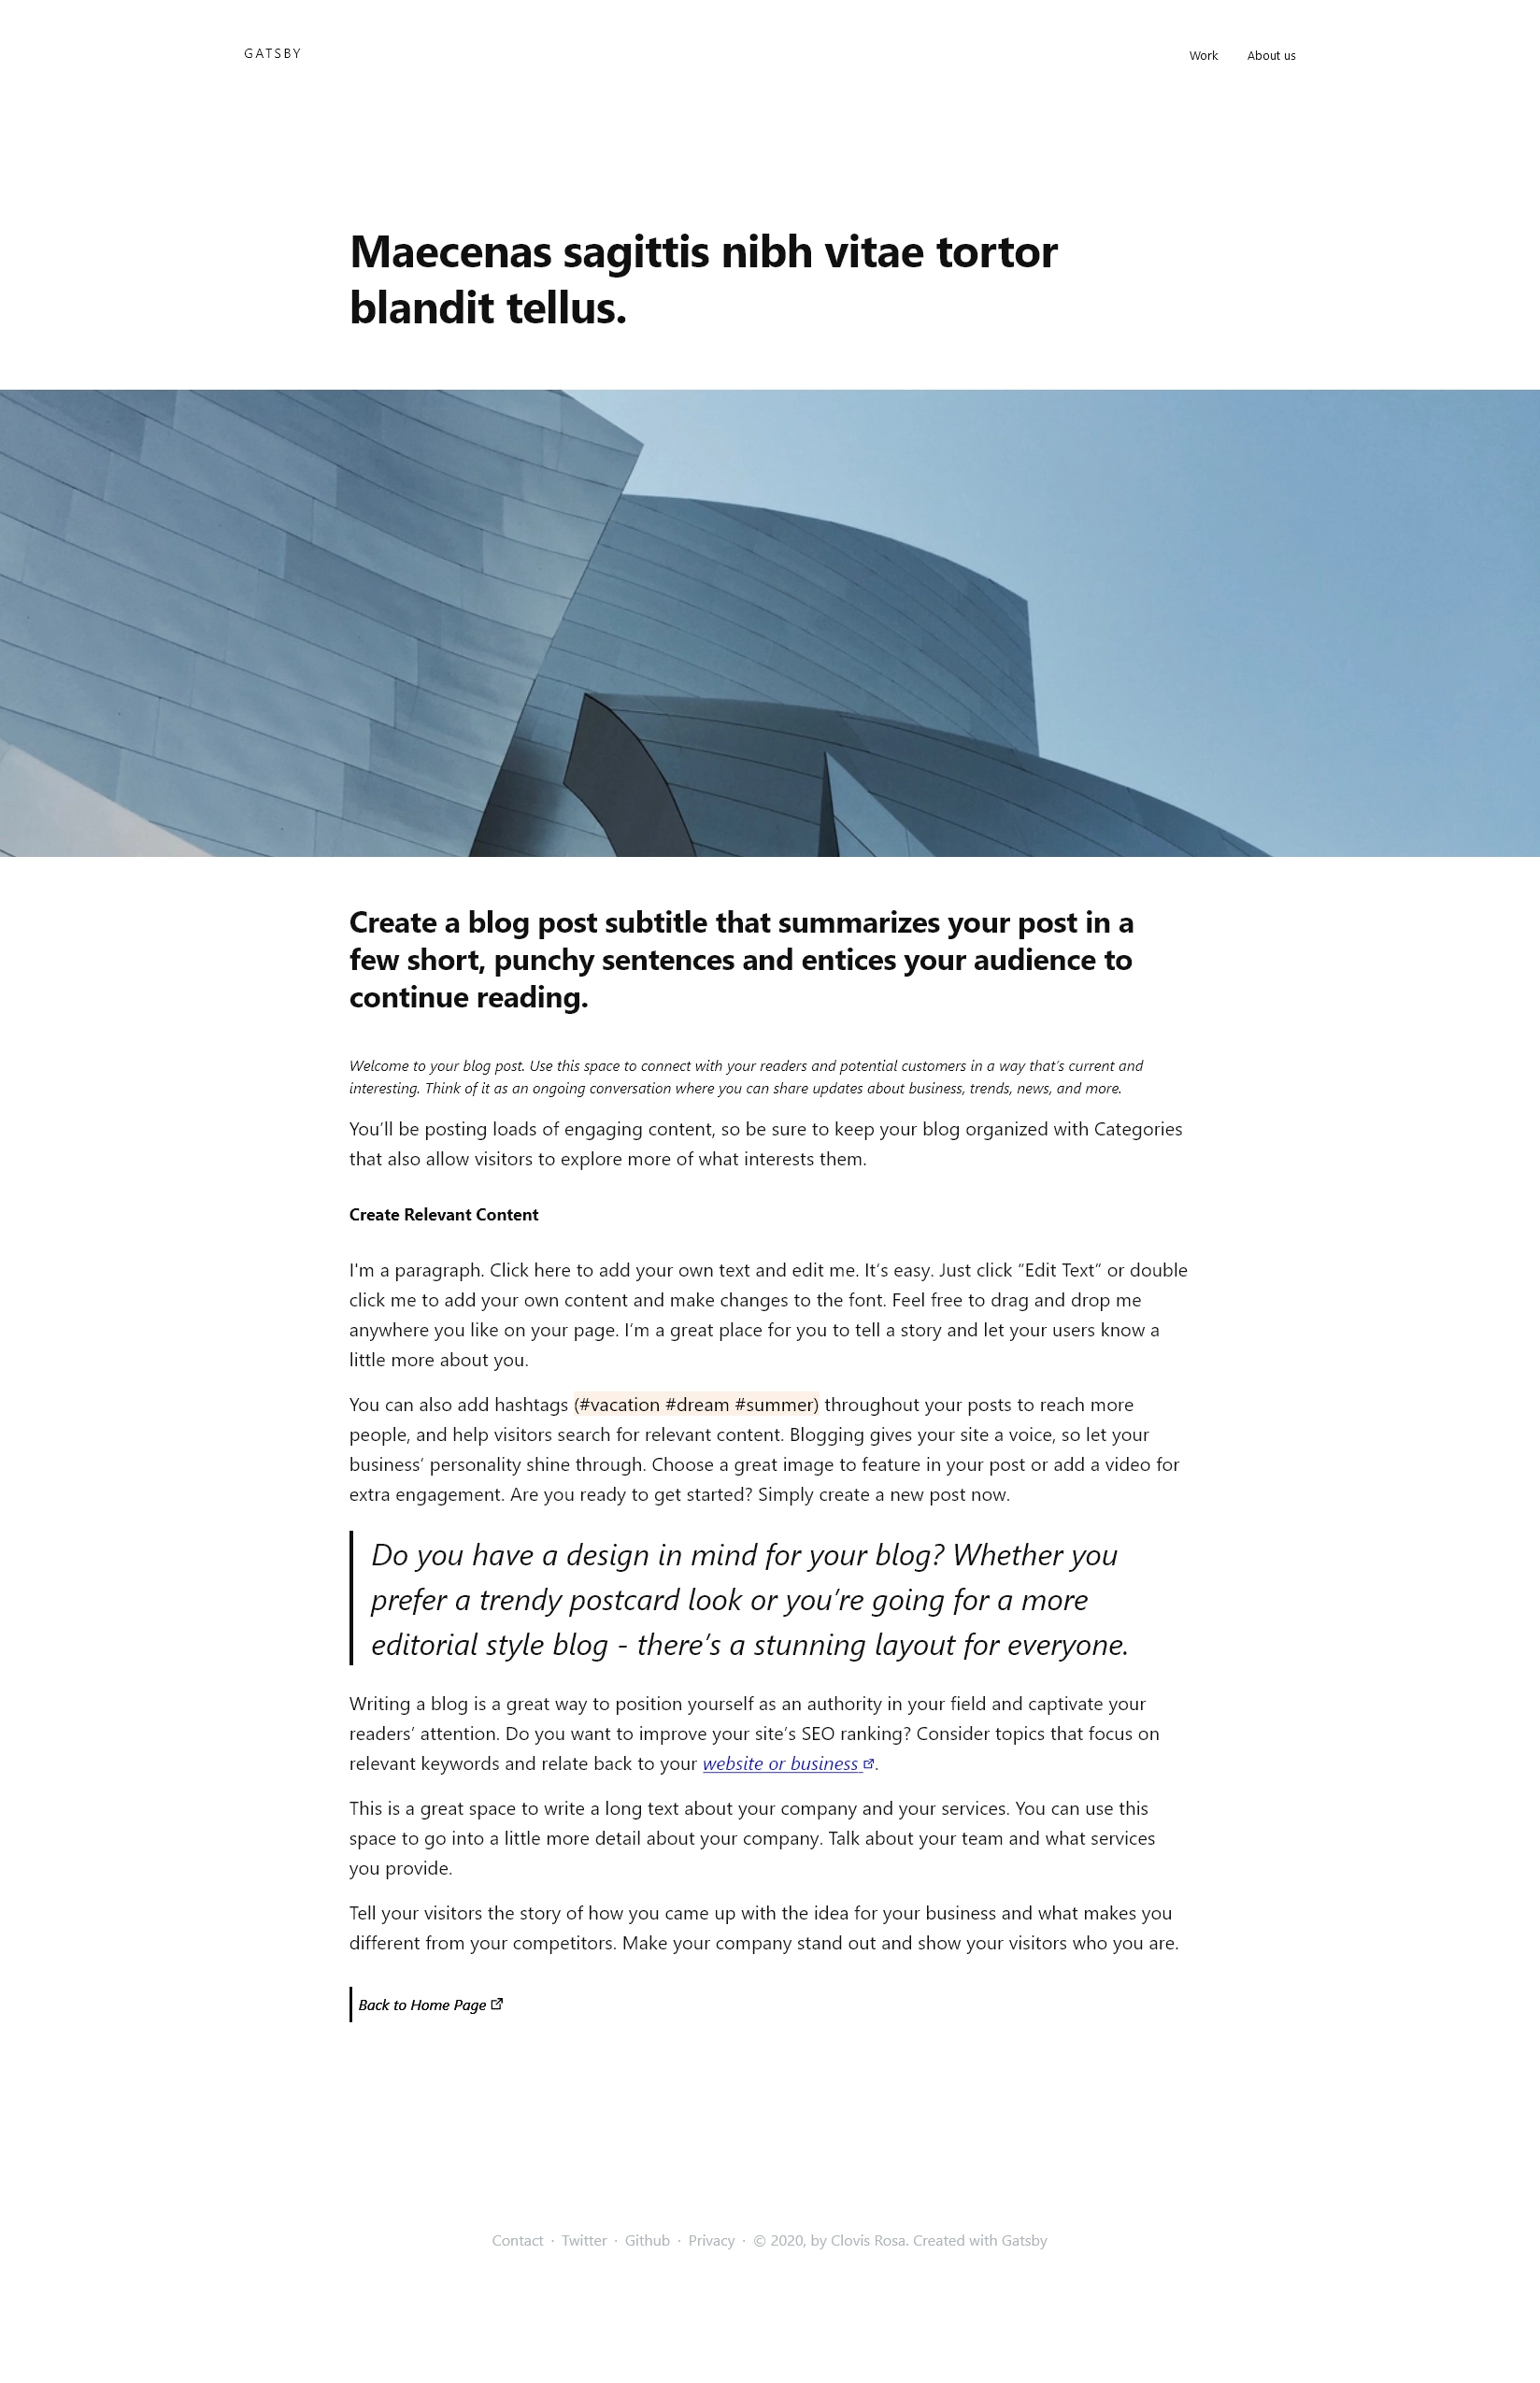 GATSBY
Work About us
Maecenas sagittis nibh vitae tortor
blandit tellus.
Create a blog post subtitle that summarizes your post in a
few short, punchy sentences and entices your audience to
continue reading.
Welcome to your blog post. Use this space to connect with your readers and potential customers in a way that’s current and
interesting. Think of it as an ongoing conversation where you can share updates about business, trends, news, and more.
You’ll be posting loads of engaging content, so be sure to keep your blog organized with Categories
that also allow visitors to explore more of what interests them.
Create Relevant Content
I'm a paragraph. Click here to add your own text and edit me. It’s easy. Just click “Edit Text” or double
click me to add your own content and make changes to the font. Feel free to drag and drop me
anywhere you like on your page. I’m a great place for you to tell a story and let your users know a
little more about you.
You can also add hashtags (#vacation #dream #summer) throughout your posts to reach more
people, and help visitors search for relevant content. Blogging gives your site a voice, so let your
business’ personality shine through. Choose a great image to feature in your post or add a video for
extra engagement. Are you ready to get started? Simply create a new post now.
Do you have a design in mind for your blog? Whether you
prefer a trendy postcard look or you’re going for a more
editorial style blog - there’s a stunning layout for everyone.
Writing a blog is a great way to position yourself as an authority in your field and captivate your
readers’ attention. Do you want to improve your site’s SEO ranking? Consider topics that focus on
relevant keywords and relate back to your website or business.
This is a great space to write a long text about your company and your services. You can use this
space to go into a little more detail about your company. Talk about your team and what services
you provide.
Tell your visitors the story of how you came up with the idea for your business and what makes you
different from your competitors. Make your company stand out and show your visitors who you are.
Back to Home Page
Contact · Twitter · Github · Privacy · © 2020, by Clovis Rosa. Created with Gatsby